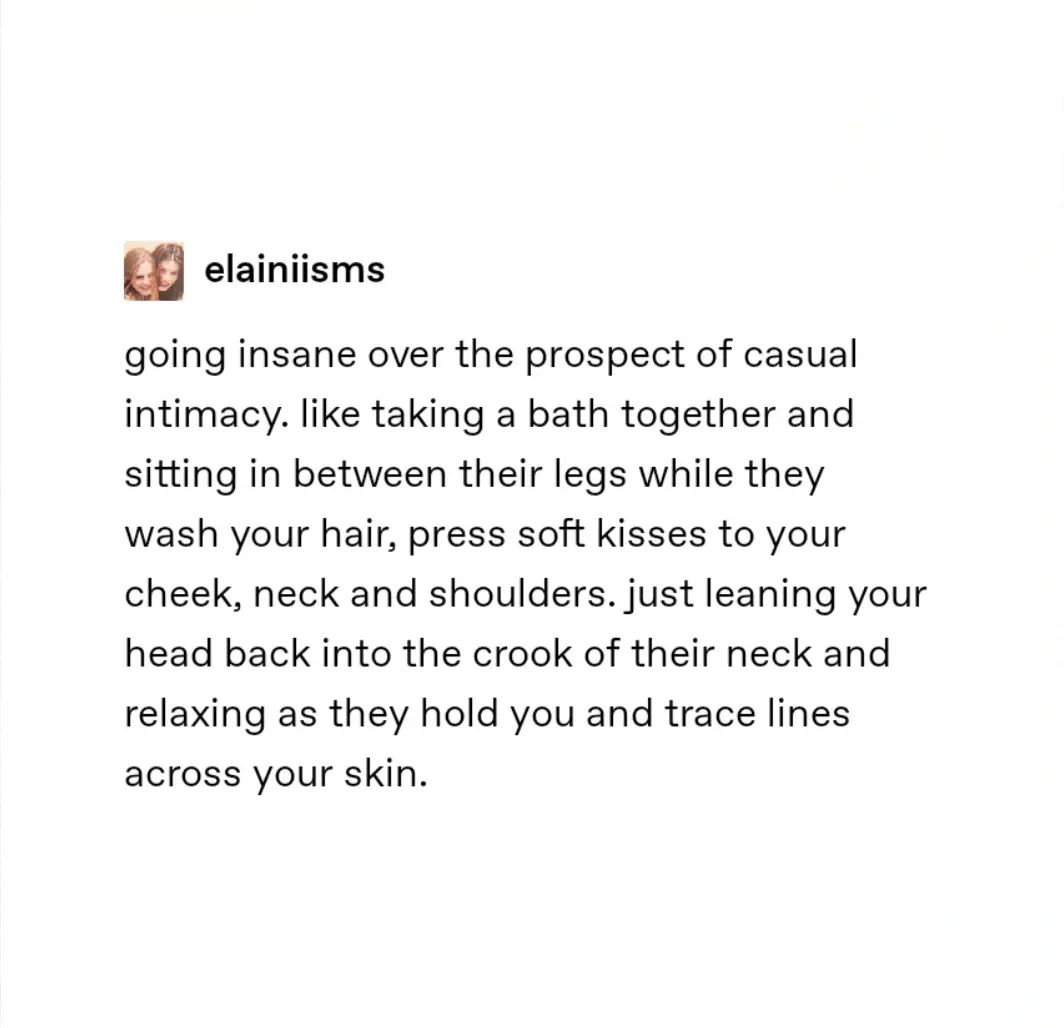 elainiisms
going insane over the prospect of casual
intimacy. like taking a bath together and
sitting in between their legs while they
wash your hair, press soft kisses to your
cheek, neck and shoulders. just leaning your
head back into the crook of their neck and
relaxing as they hold you and trace lines
across your skin.